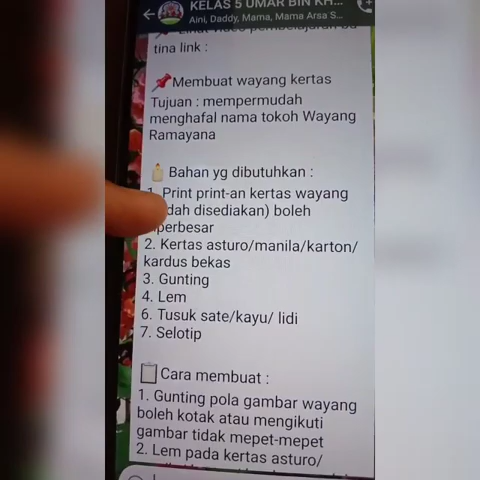 KELAS 5 UMAR BIN KH...
Aini, Daddy, Mama, Mama Arsa S...
tina link :
📌Membuat wayang kertas
Tujuan : mempermudah
menghafal nama tokoh Wayang
Ramayana
Bahan yg dibutuhkan :
1. Print print-an kertas wayang
dah disediakan) boleh
perbesar
2. Kertas asturo/manila/karton/
kardus bekas
3. Gunting
4. Lem
6. Tusuk sate/kayu/ lidi
7. Selotip
📋Cara membuat :
1. Gunting pola gambar wayang
boleh kotak atau mengikuti
gambar tidak mepet-mepet
2. Lem pada kertas asturo/